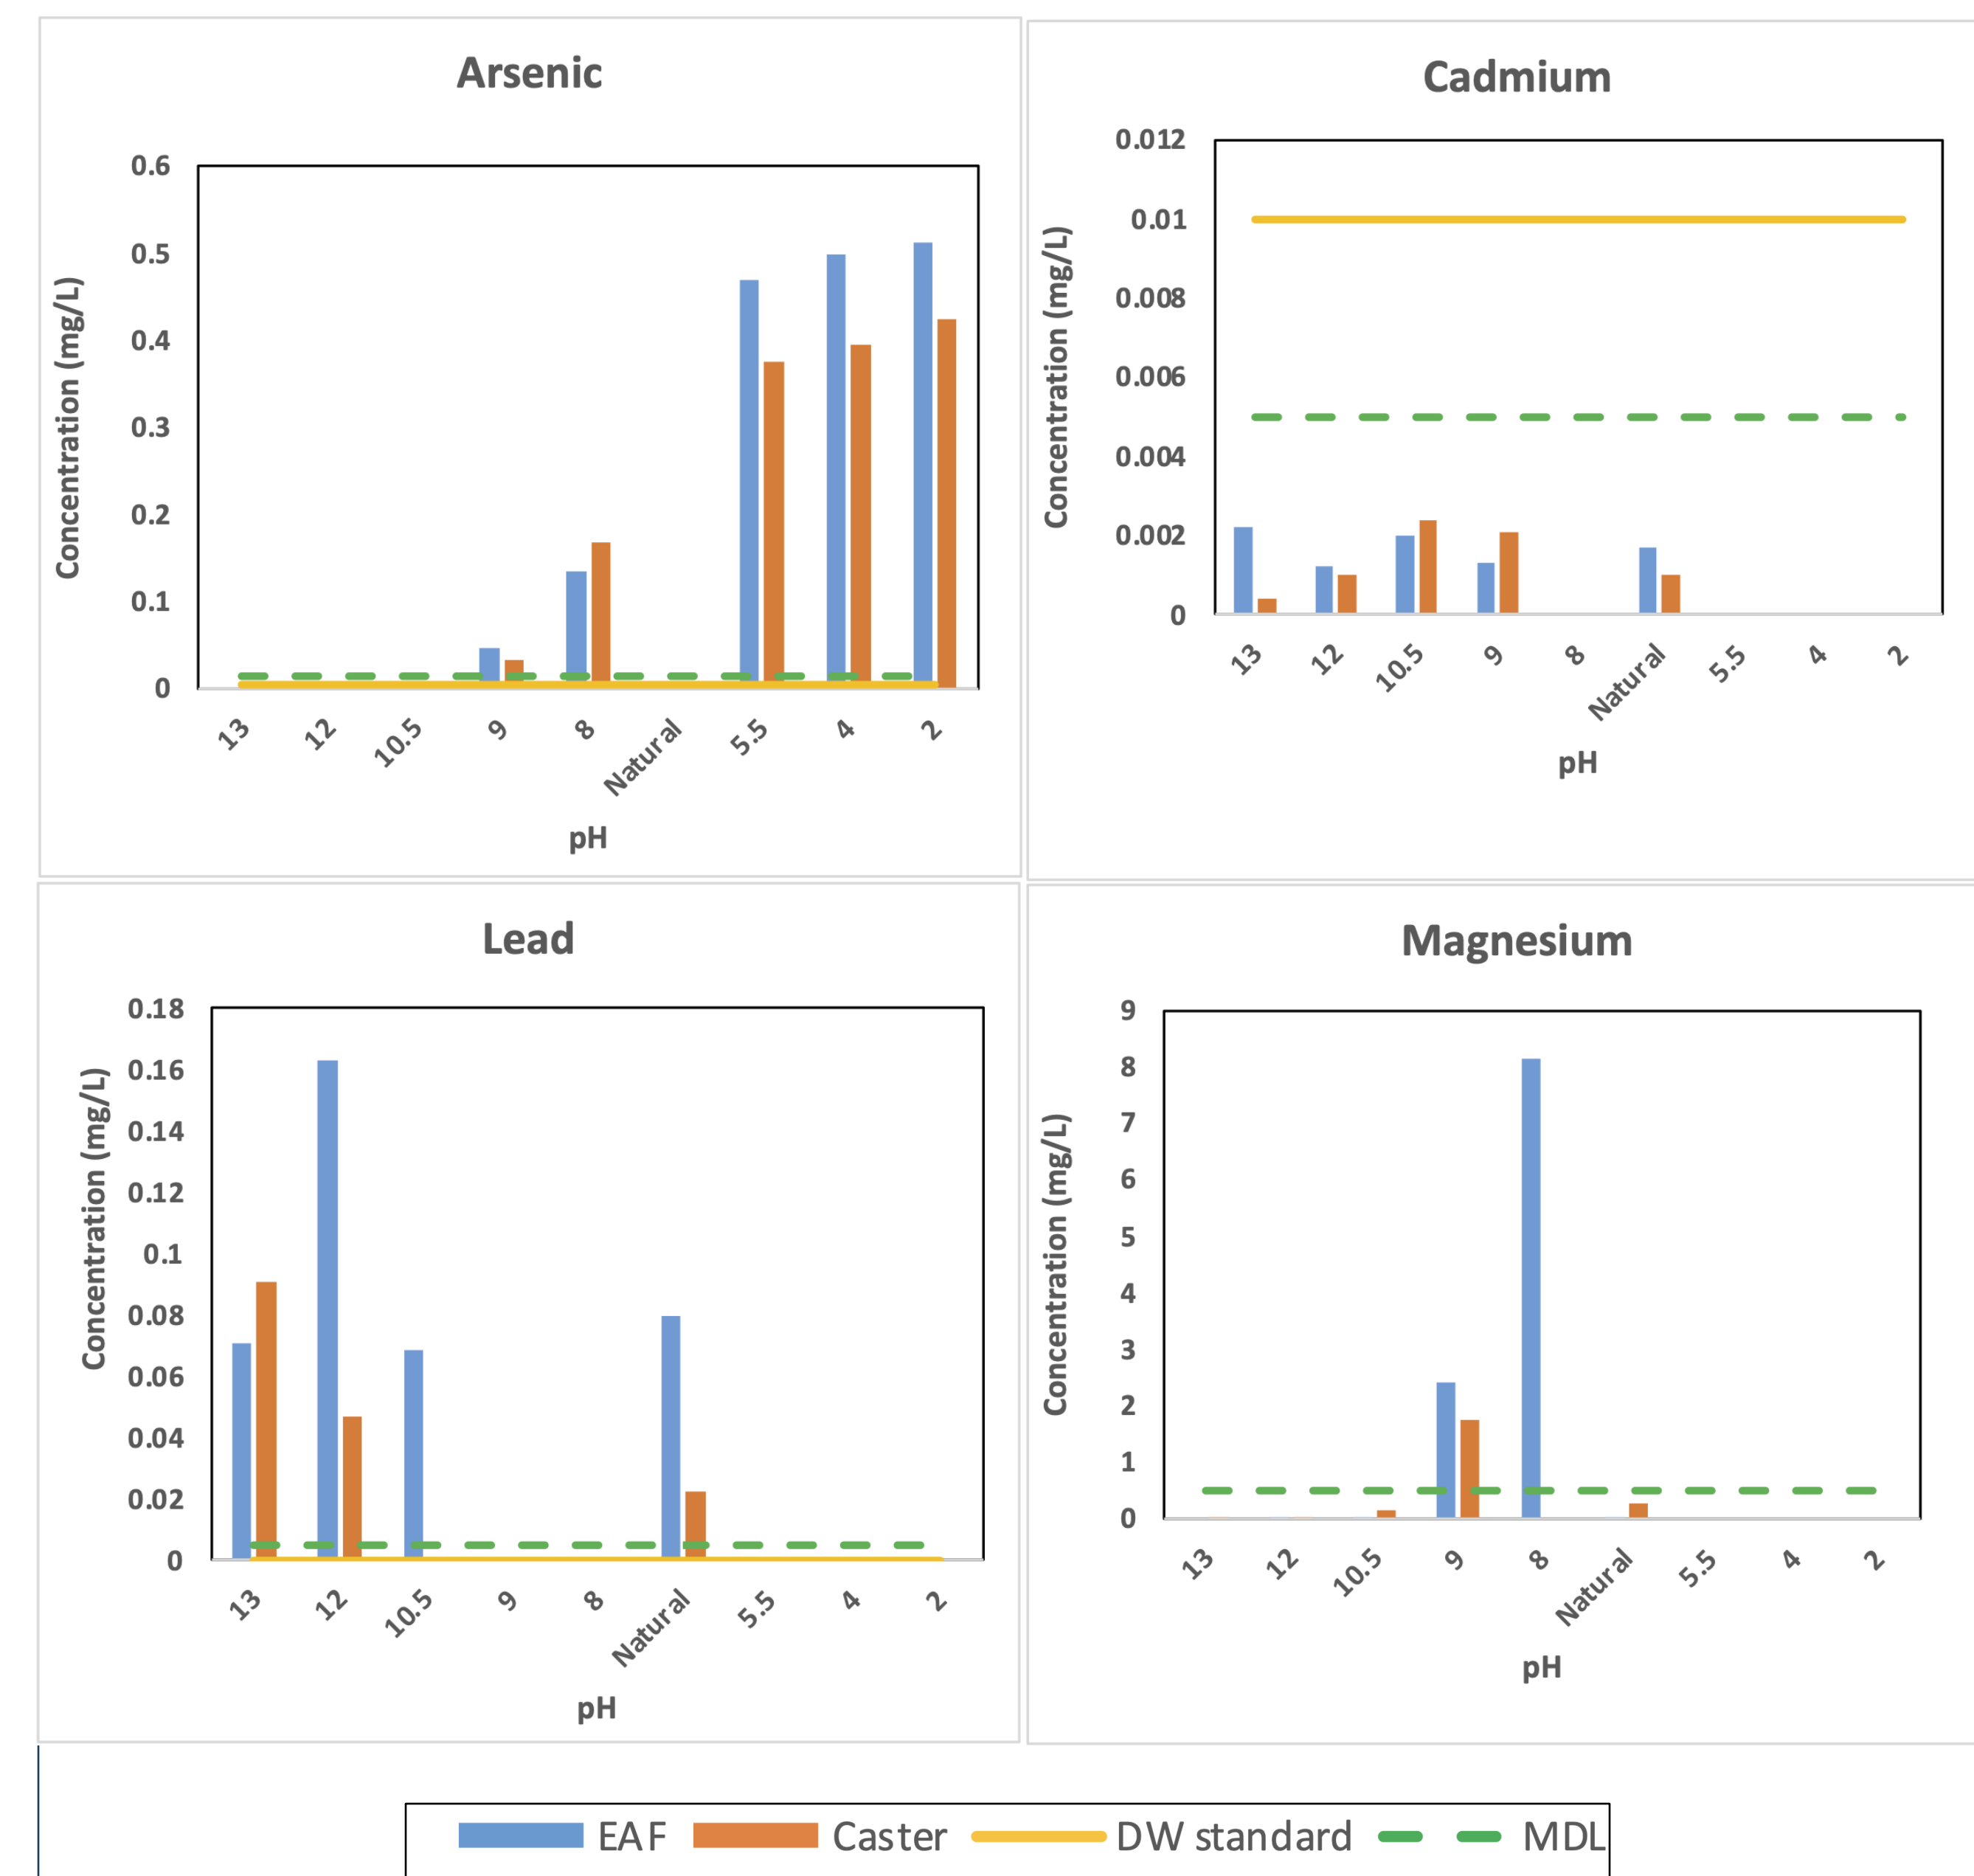 Arsenic
Concentration (mg/L)
0.6
0.5
0.4
0.3
0.2
0.1
0
13 12 10.5 9 8 Natural 5.5 4 2
pH
Cadmium
Concentration (mg/L)
0.012
0.01
0.008
0.006
0.004
0.002
0
13 12 10.5 9 8 Natural 5.5 4 2
pH
Lead
Concentration (mg/L)
0.18
0.16
0.14
0.12
0.1
0.08
0.06
0.04
0.02
0
13 12 10.5 9 8 Natural 5.5 4 2
pH
Magnesium
Concentration (mg/L)
9
8
7
6
5
4
3
2
1
0
13 12 10.5 9 8 Natural 5.5 4 2
pH
EAF Caster DW standard MDL